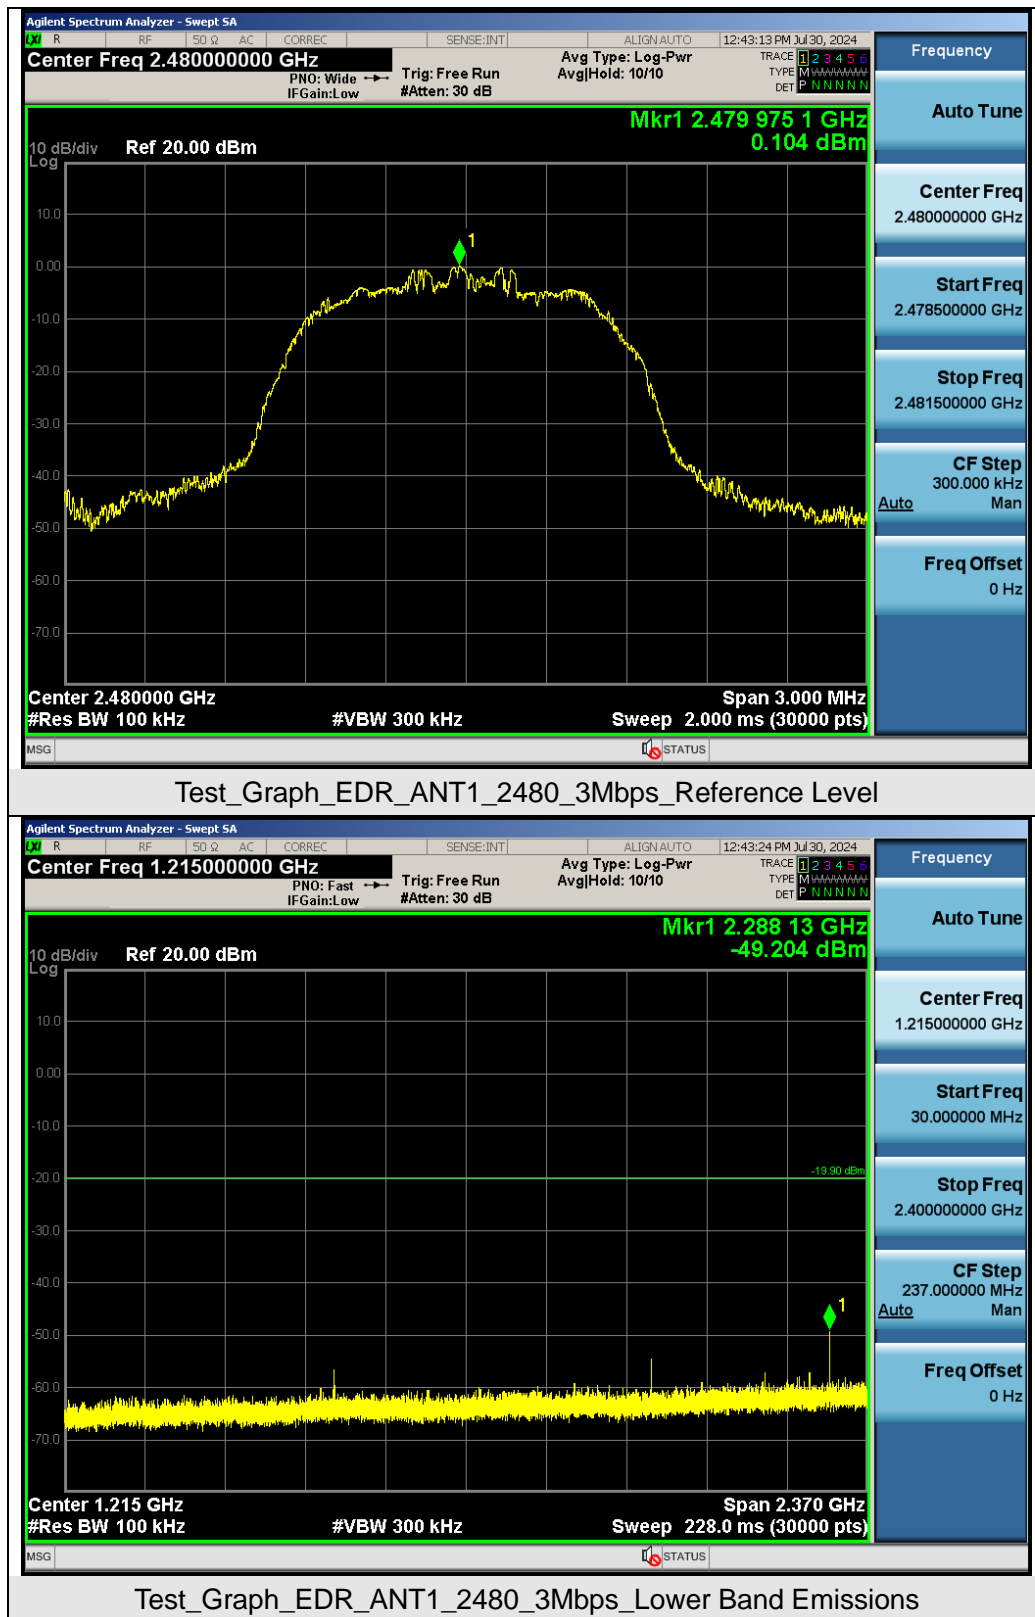 Agilent Spectrum Analyzer - Swept SA
LXI R RF 50 Ω AC CORREC SENSE:INT ALIGN AUTO 12:43:13 PM Jul 30, 2024
Center Freq 2.480000000 GHz
PNO: Wide
IFGain:Low
Trig: Free Run
#Atten: 30 dB
Avg Type: Log-Pwr
Avg|Hold: 10/10
TRACE 1 2 3 4 5 6
TYPE M
DET P N N N N N
Mkr1 2.479 975 1 GHz
0.104 dBm
10 dB/div
Log
Ref 20.00 dBm
10.0
0.00
-10.0
-20.0
-30.0
-40.0
-50.0
-60.0
-70.0
1
Center 2.480000 GHz
Span 3.000 MHz
#Res BW 100 kHz
#VBW 300 kHz
Sweep 2.000 ms (30000 pts)
MSG
STATUS
Frequency
Auto Tune
Center Freq
2.480000000 GHz
Start Freq
2.478500000 GHz
Stop Freq
2.481500000 GHz
CF Step
300.000 kHz
Auto Man
Freq Offset
0 Hz
Test_Graph_EDR_ANT1_2480_3Mbps_Reference Level
Agilent Spectrum Analyzer - Swept SA
LXI R RF 50 Ω AC CORREC SENSE:INT ALIGN AUTO 12:43:24 PM Jul 30, 2024
Center Freq 1.215000000 GHz
PNO: Fast
IFGain:Low
Trig: Free Run
#Atten: 30 dB
Avg Type: Log-Pwr
Avg|Hold: 10/10
TRACE 1 2 3 4 5 6
TYPE M
DET P N N N N N
Mkr1 2.288 13 GHz
-49.204 dBm
10 dB/div
Log
Ref 20.00 dBm
10.0
0.00
-10.0
-20.0
-30.0
-40.0
-50.0
-60.0
-70.0
-19.90 dBm
1
Center 1.215 GHz
Span 2.370 GHz
#Res BW 100 kHz
#VBW 300 kHz
Sweep 228.0 ms (30000 pts)
MSG
STATUS
Frequency
Auto Tune
Center Freq
1.215000000 GHz
Start Freq
30.000000 MHz
Stop Freq
2.400000000 GHz
CF Step
237.000000 MHz
Auto Man
Freq Offset
0 Hz
Test_Graph_EDR_ANT1_2480_3Mbps_Lower Band Emissions